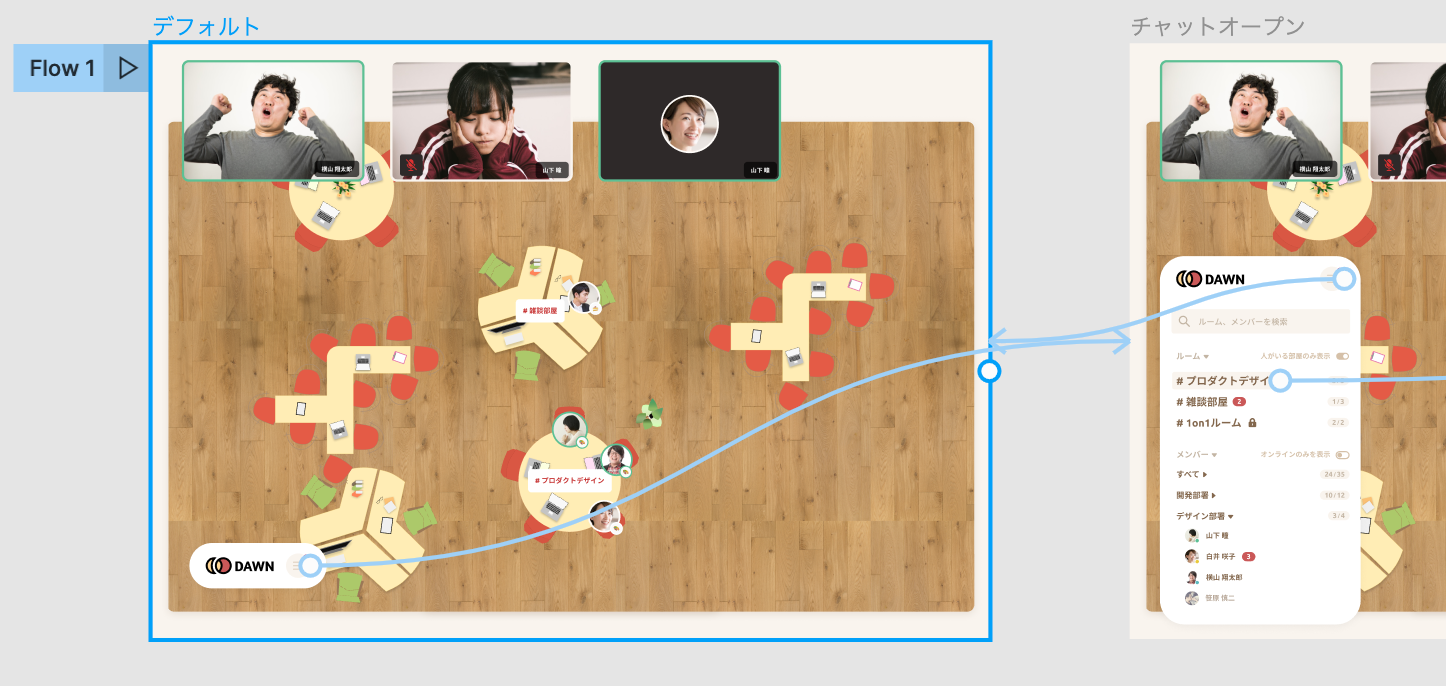 デフォルト
チャットオープン
Flow 1
横山 翔太郎
山下 瞳
山下 瞳
横山 翔太郎
# 雑談部屋
# プロダクトデザイン
DAWN
DAWN
ルーム、メンバーを検索
ルーム
人がいる部屋のみ表示
# プロダクトデザイ
# 雑談部屋 2
1/3
# 1on1ルーム
2/2
メンバー
オンラインのみを表示
すべて
24/35
開発部署
10/12
デザイン部署
3/4
山下 瞳
白井 咲子 3
横山 翔太郎
笹原 慎二